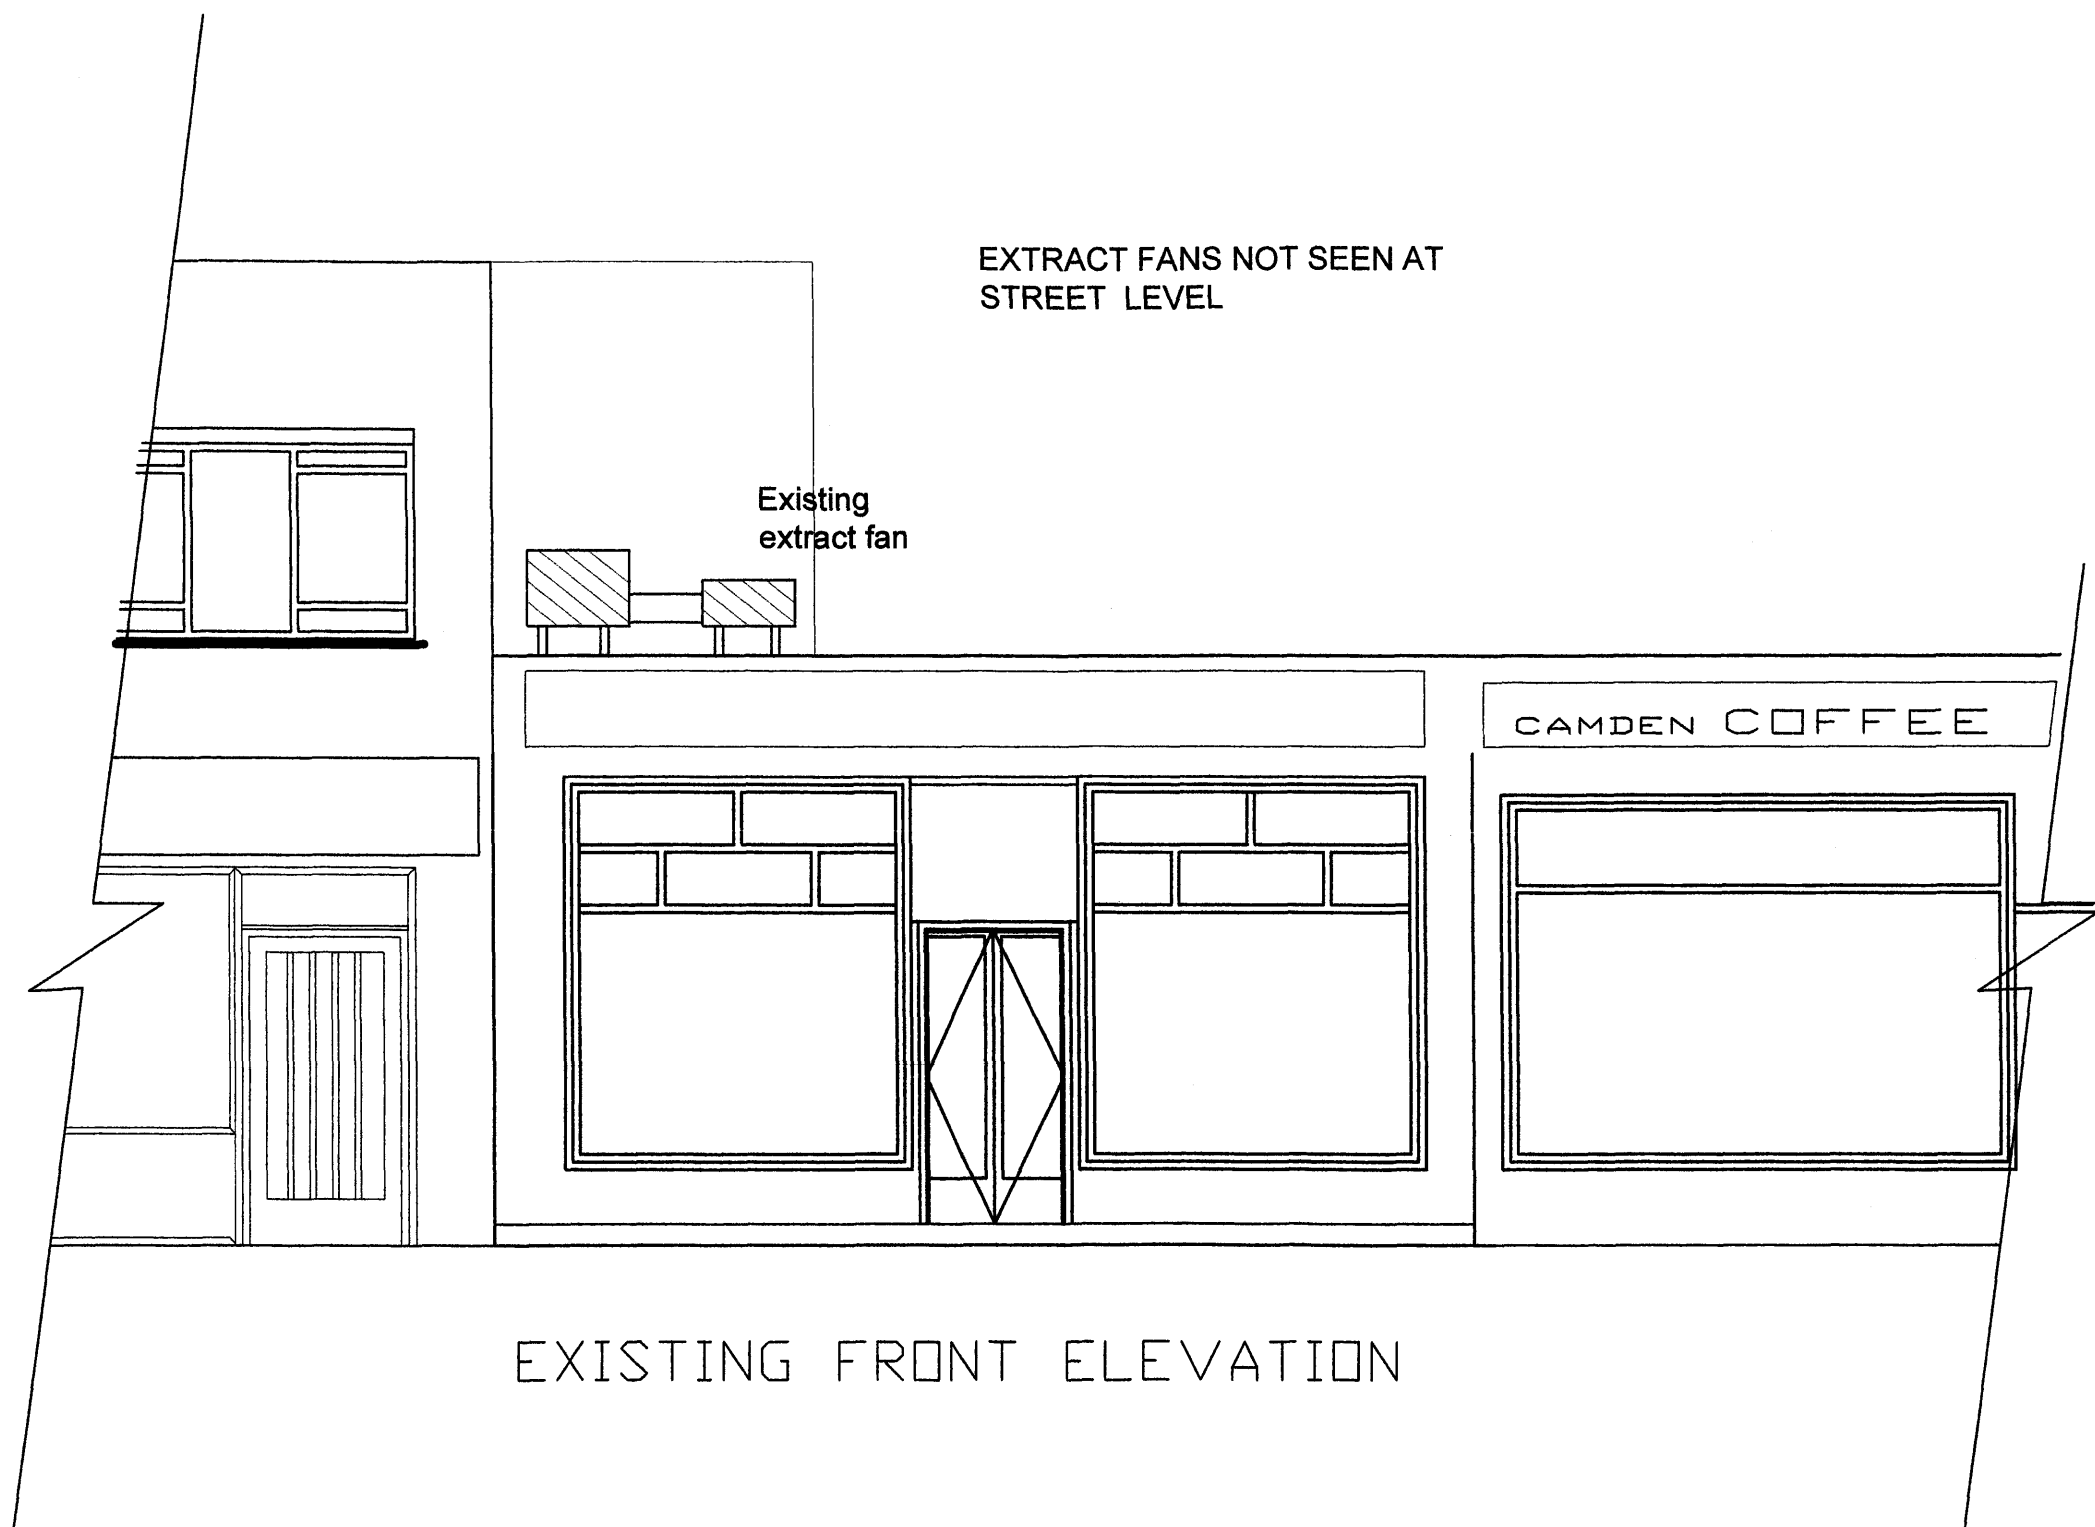 EXTRACT FANS NOT SEEN AT
STREET LEVEL
Existing
extract fan
CAMDEN COFFEE
EXISTING FRONT ELEVATION